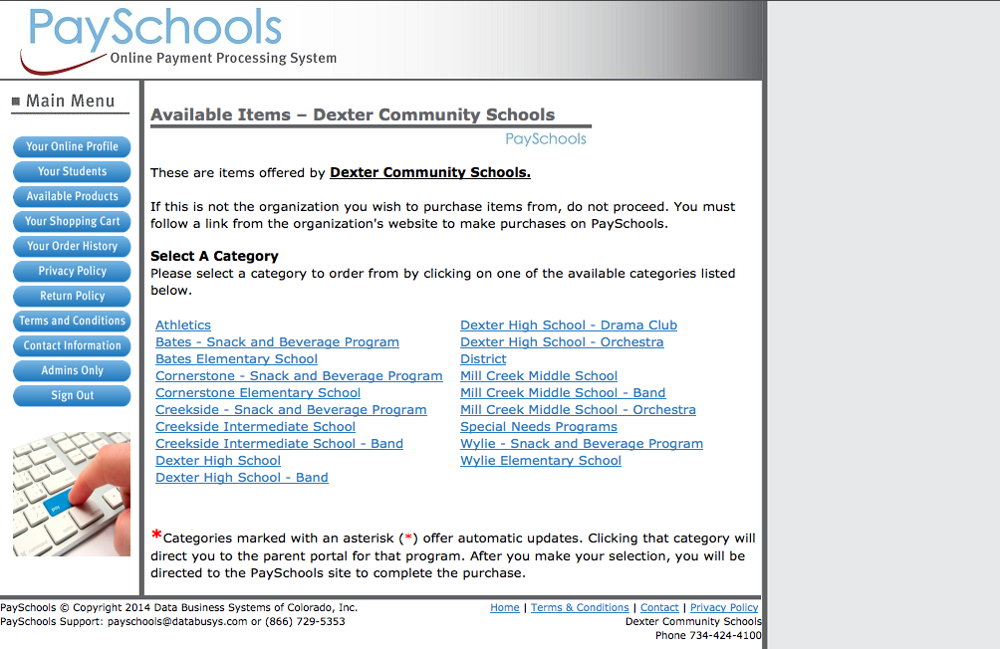 PaySchools
Online Payment Processing System
Main Menu
Your Online Profile
Your Students
Available Products
Your Shopping Cart
Your Order History
Privacy Policy
Return Policy
Terms and Conditions
Contact Information
Admins Only
Sign Out
pay
Available Items – Dexter Community Schools
PaySchools
These are items offered by Dexter Community Schools.
If this is not the organization you wish to purchase items from, do not proceed. You must
follow a link from the organization's website to make purchases on PaySchools.
Select A Category
Please select a category to order from by clicking on one of the available categories listed
below.
Athletics
Bates - Snack and Beverage Program
Bates Elementary School
Cornerstone - Snack and Beverage Program
Cornerstone Elementary School
Creekside - Snack and Beverage Program
Creekside Intermediate School
Creekside Intermediate School - Band
Dexter High School
Dexter High School - Band
Dexter High School - Drama Club
Dexter High School - Orchestra
District
Mill Creek Middle School
Mill Creek Middle School - Band
Mill Creek Middle School - Orchestra
Special Needs Programs
Wylie - Snack and Beverage Program
Wylie Elementary School
*Categories marked with an asterisk (*) offer automatic updates. Clicking that category will
direct you to the parent portal for that program. After you make your selection, you will be
directed to the PaySchools site to complete the purchase.
PaySchools © Copyright 2014 Data Business Systems of Colorado, Inc.
PaySchools Support: payschools@databusys.com or (866) 729-5353
Home | Terms & Conditions | Contact | Privacy Policy
Dexter Community Schools
Phone 734-424-4100